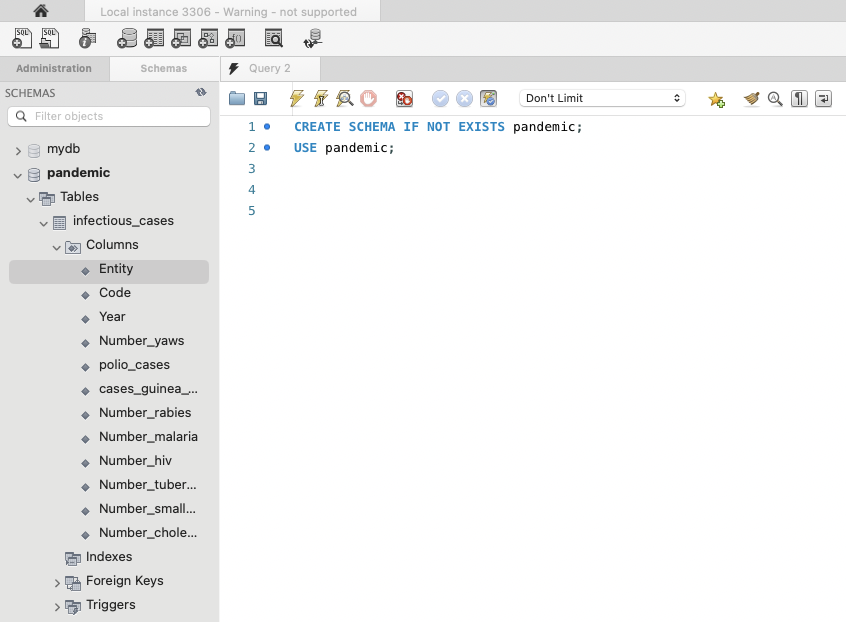 Local instance 3306 - Warning - not supported
SQL SQL
Administration Schemas Query 2
SCHEMAS
Filter objects
Don't Limit
mydb
pandemic
Tables
infectious_cases
Columns
Entity
Code
Year
Number_yaws
polio_cases
cases_guinea_...
Number_rabies
Number_malaria
Number_hiv
Number_tuber...
Number_small...
Number_chole...
Indexes
Foreign Keys
Triggers
1 CREATE SCHEMA IF NOT EXISTS pandemic;
2 USE pandemic;
3
4
5